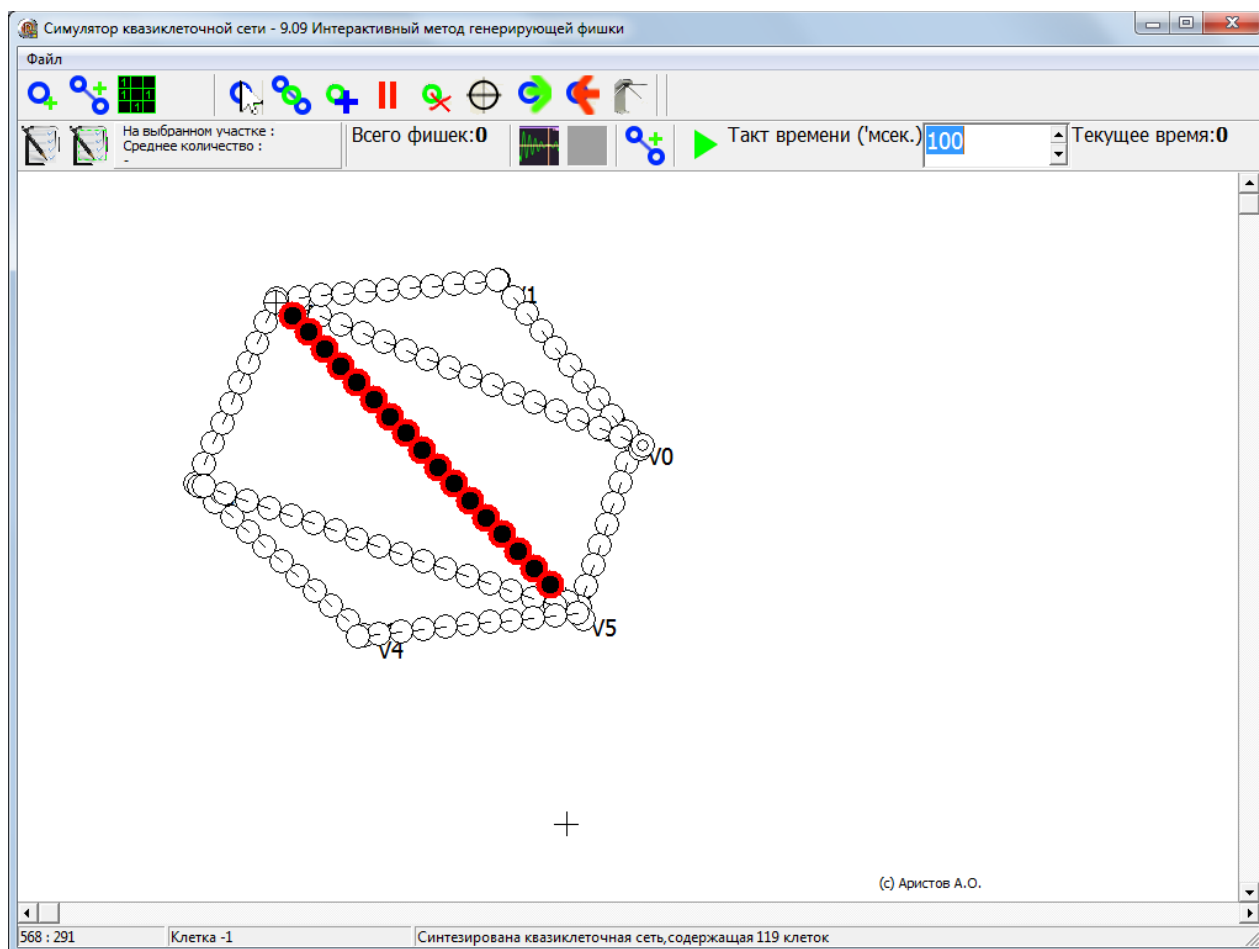 Симулятор квазиклеточной сети - 9.09 Интерактивный метод генерирующей фишки
Файл
На выбранном участке :
Среднее количество :
-
Всего фишек:0
Такт времени ('мсек.)
100
Текущее время:0
V1
V0
V5
V4
(c) Аристов А.О.
568 : 291
Клетка -1
Синтезирована квазиклеточная сеть,содержащая 119 клеток